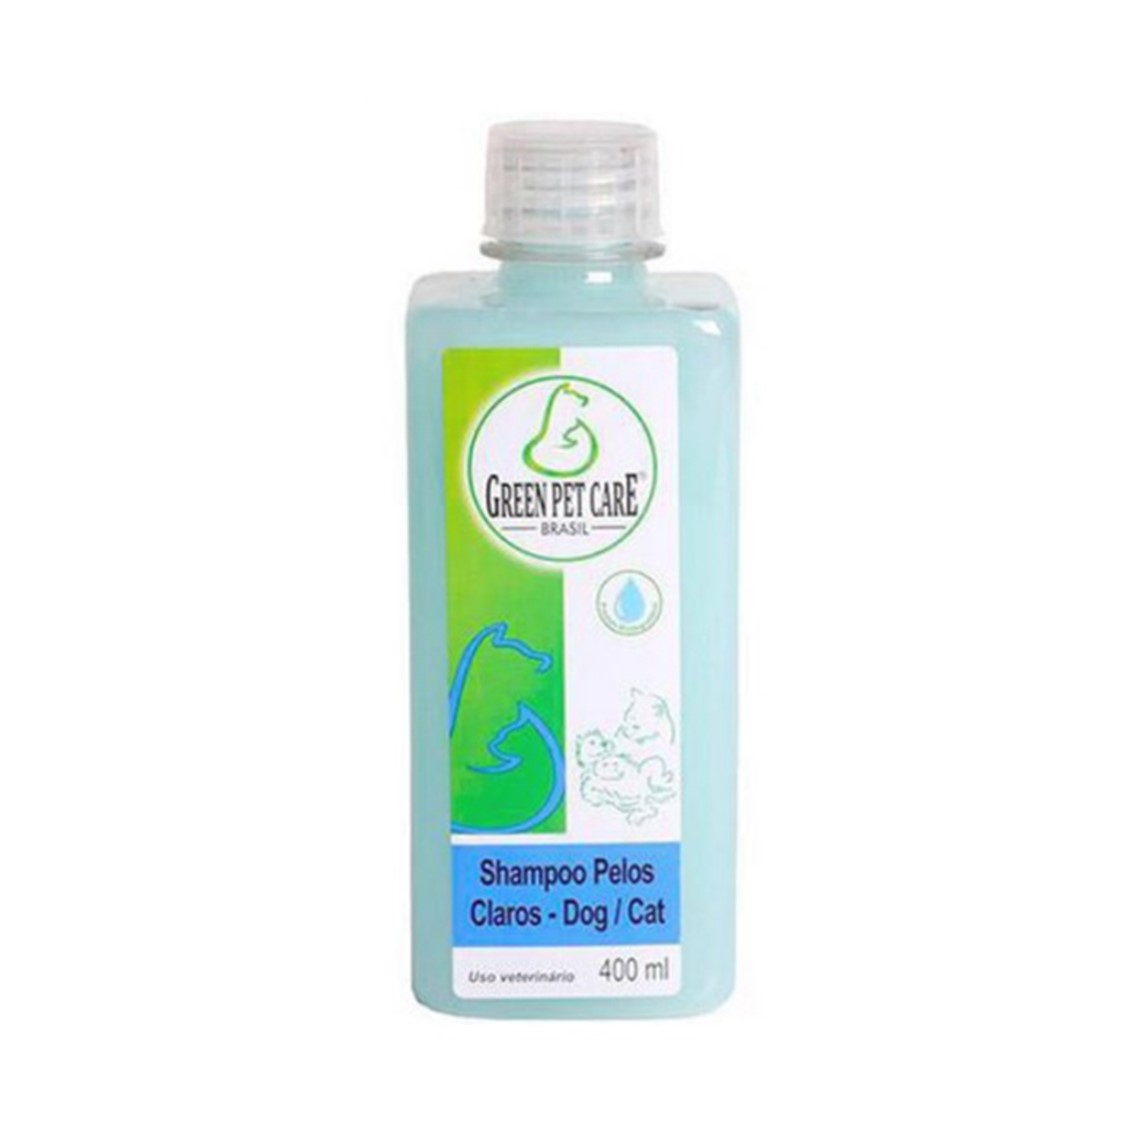 GREEN PET CARE
BRASIL
Shampoo Pelos
Claros - Dog / Cat
Uso veterinário
400 ml